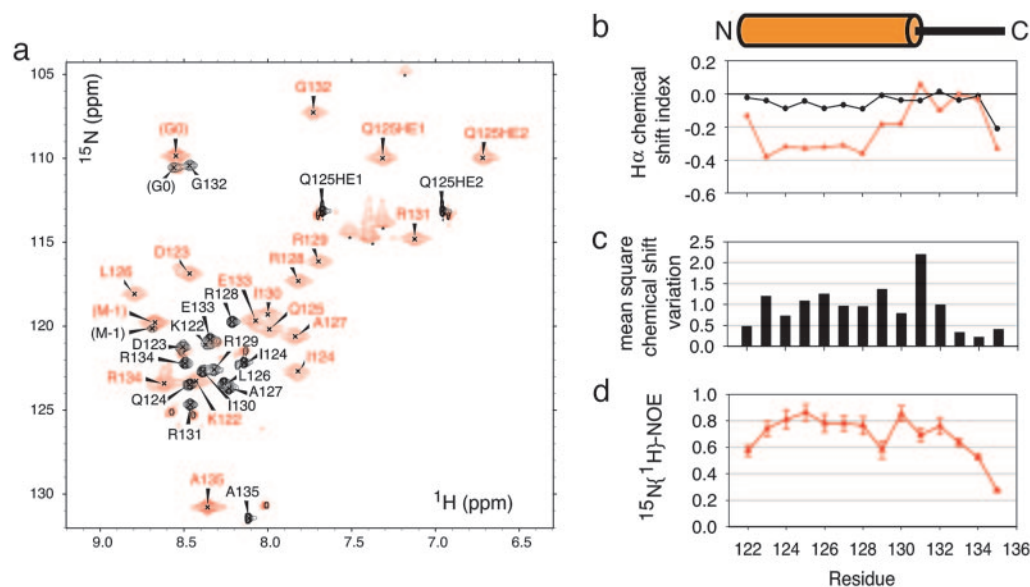 a
105
110
115
120
125
130
15N (ppm)
G132
(G0)
Q125HE1
Q125HE2
(G0)
G132
Q125HE1
Q125HE2
R131
R129
D123
R128
L126
E133
I130
(M-1)
R128
Q125
E133
(M-1)
K122
A127
D123
R129
I124
R134
I124
R134
L126
Q124
A127
I130
K122
R131
A135
A135
1H (ppm)
9.0 8.5 8.0 7.5 7.0 6.5
b
N C
Hα chemical
shift index
0.2
0.0
-0.2
-0.4
-0.6
c
mean square
chemical shift
variation
2.5
2.0
1.5
1.0
0.5
0.0
d
15N{1H}-NOE
1.0
0.8
0.6
0.4
0.2
0.0
122 124 126 128 130 132 134 136
Residue